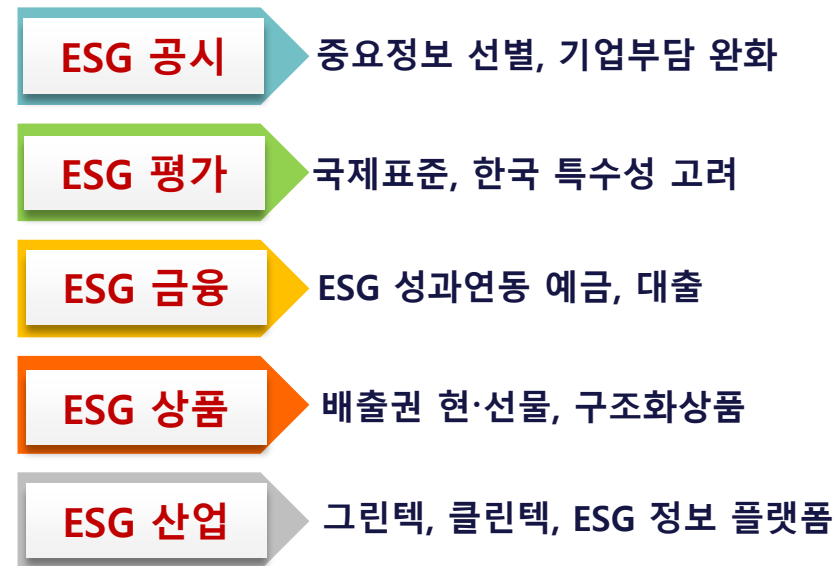 ESG 공시 중요정보 선별, 기업부담 완화
ESG 평가 국제표준, 한국 특수성 고려
ESG 금융 ESG 성과연동 예금, 대출
ESG 상품 배출권 현·선물, 구조화상품
ESG 산업 그린텍, 클린텍, ESG 정보 플랫폼